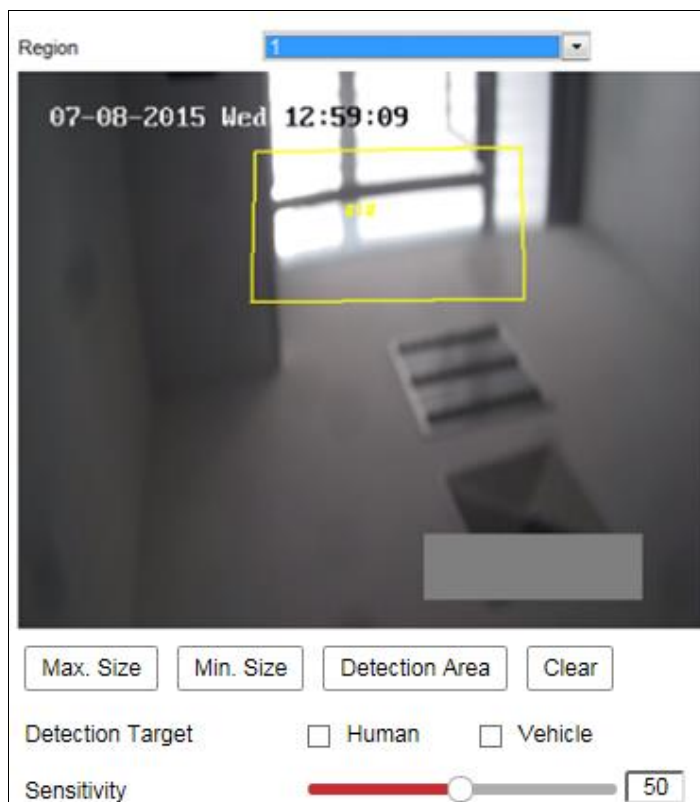 Region 1
07-08-2015 Wed 12:59:09
#1#
Max. Size Min. Size Detection Area Clear
Detection Target Human Vehicle
Sensitivity 50